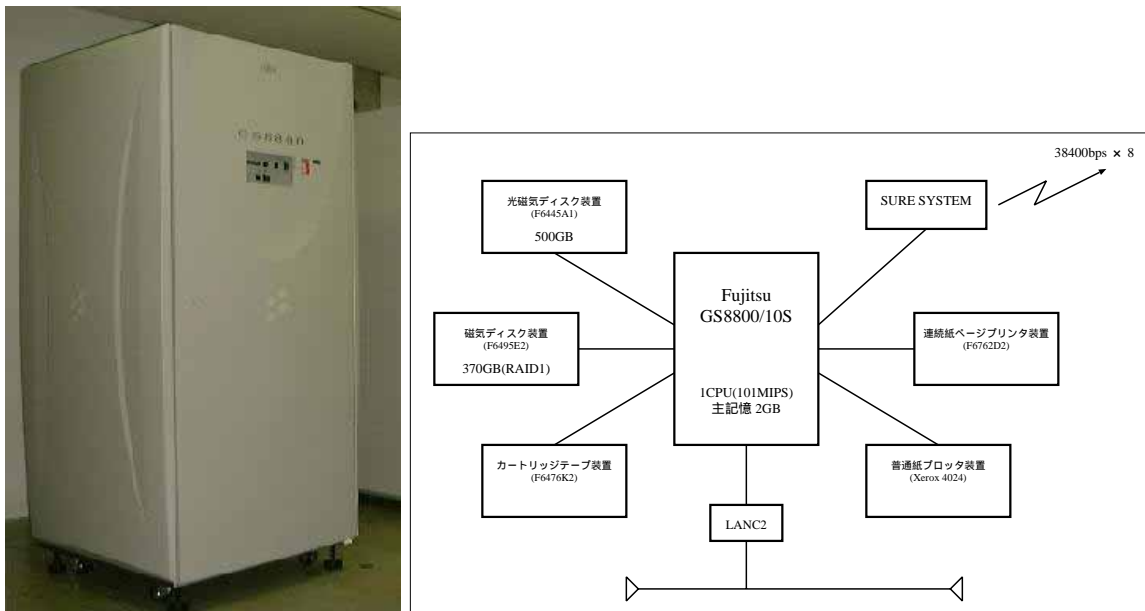 GS8800
38400bps × 8
光磁気ディスク装置
(F6445A1)
500GB
SURE SYSTEM
Fujitsu
GS8800/10S
1CPU(101MIPS)
主記憶 2GB
磁気ディスク装置
(F6495E2)
370GB(RAID1)
連続紙ページプリンタ装置
(F6762D2)
カートリッジテープ装置
(F6476K2)
普通紙プロッタ装置
(Xerox 4024)
LANC2